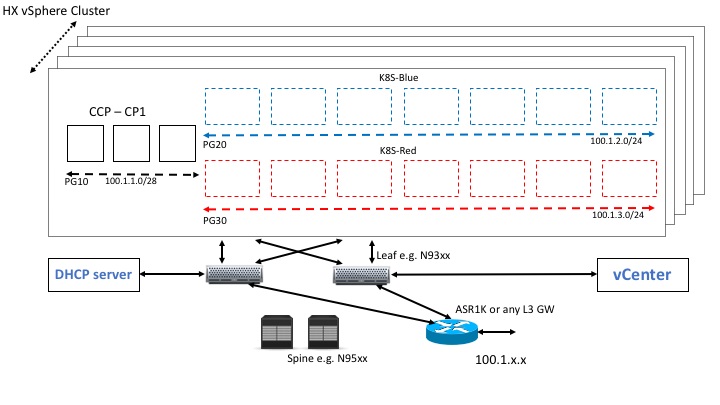 HX vSphere Cluster
K8S-Blue
CCP – CP1
PG20
100.1.2.0/24
K8S-Red
PG10
100.1.1.0/28
PG30
100.1.3.0/24
Leaf e.g. N93xx
DHCP server
vCenter
ASR1K or any L3 GW
Spine e.g. N95xx
100.1.x.x